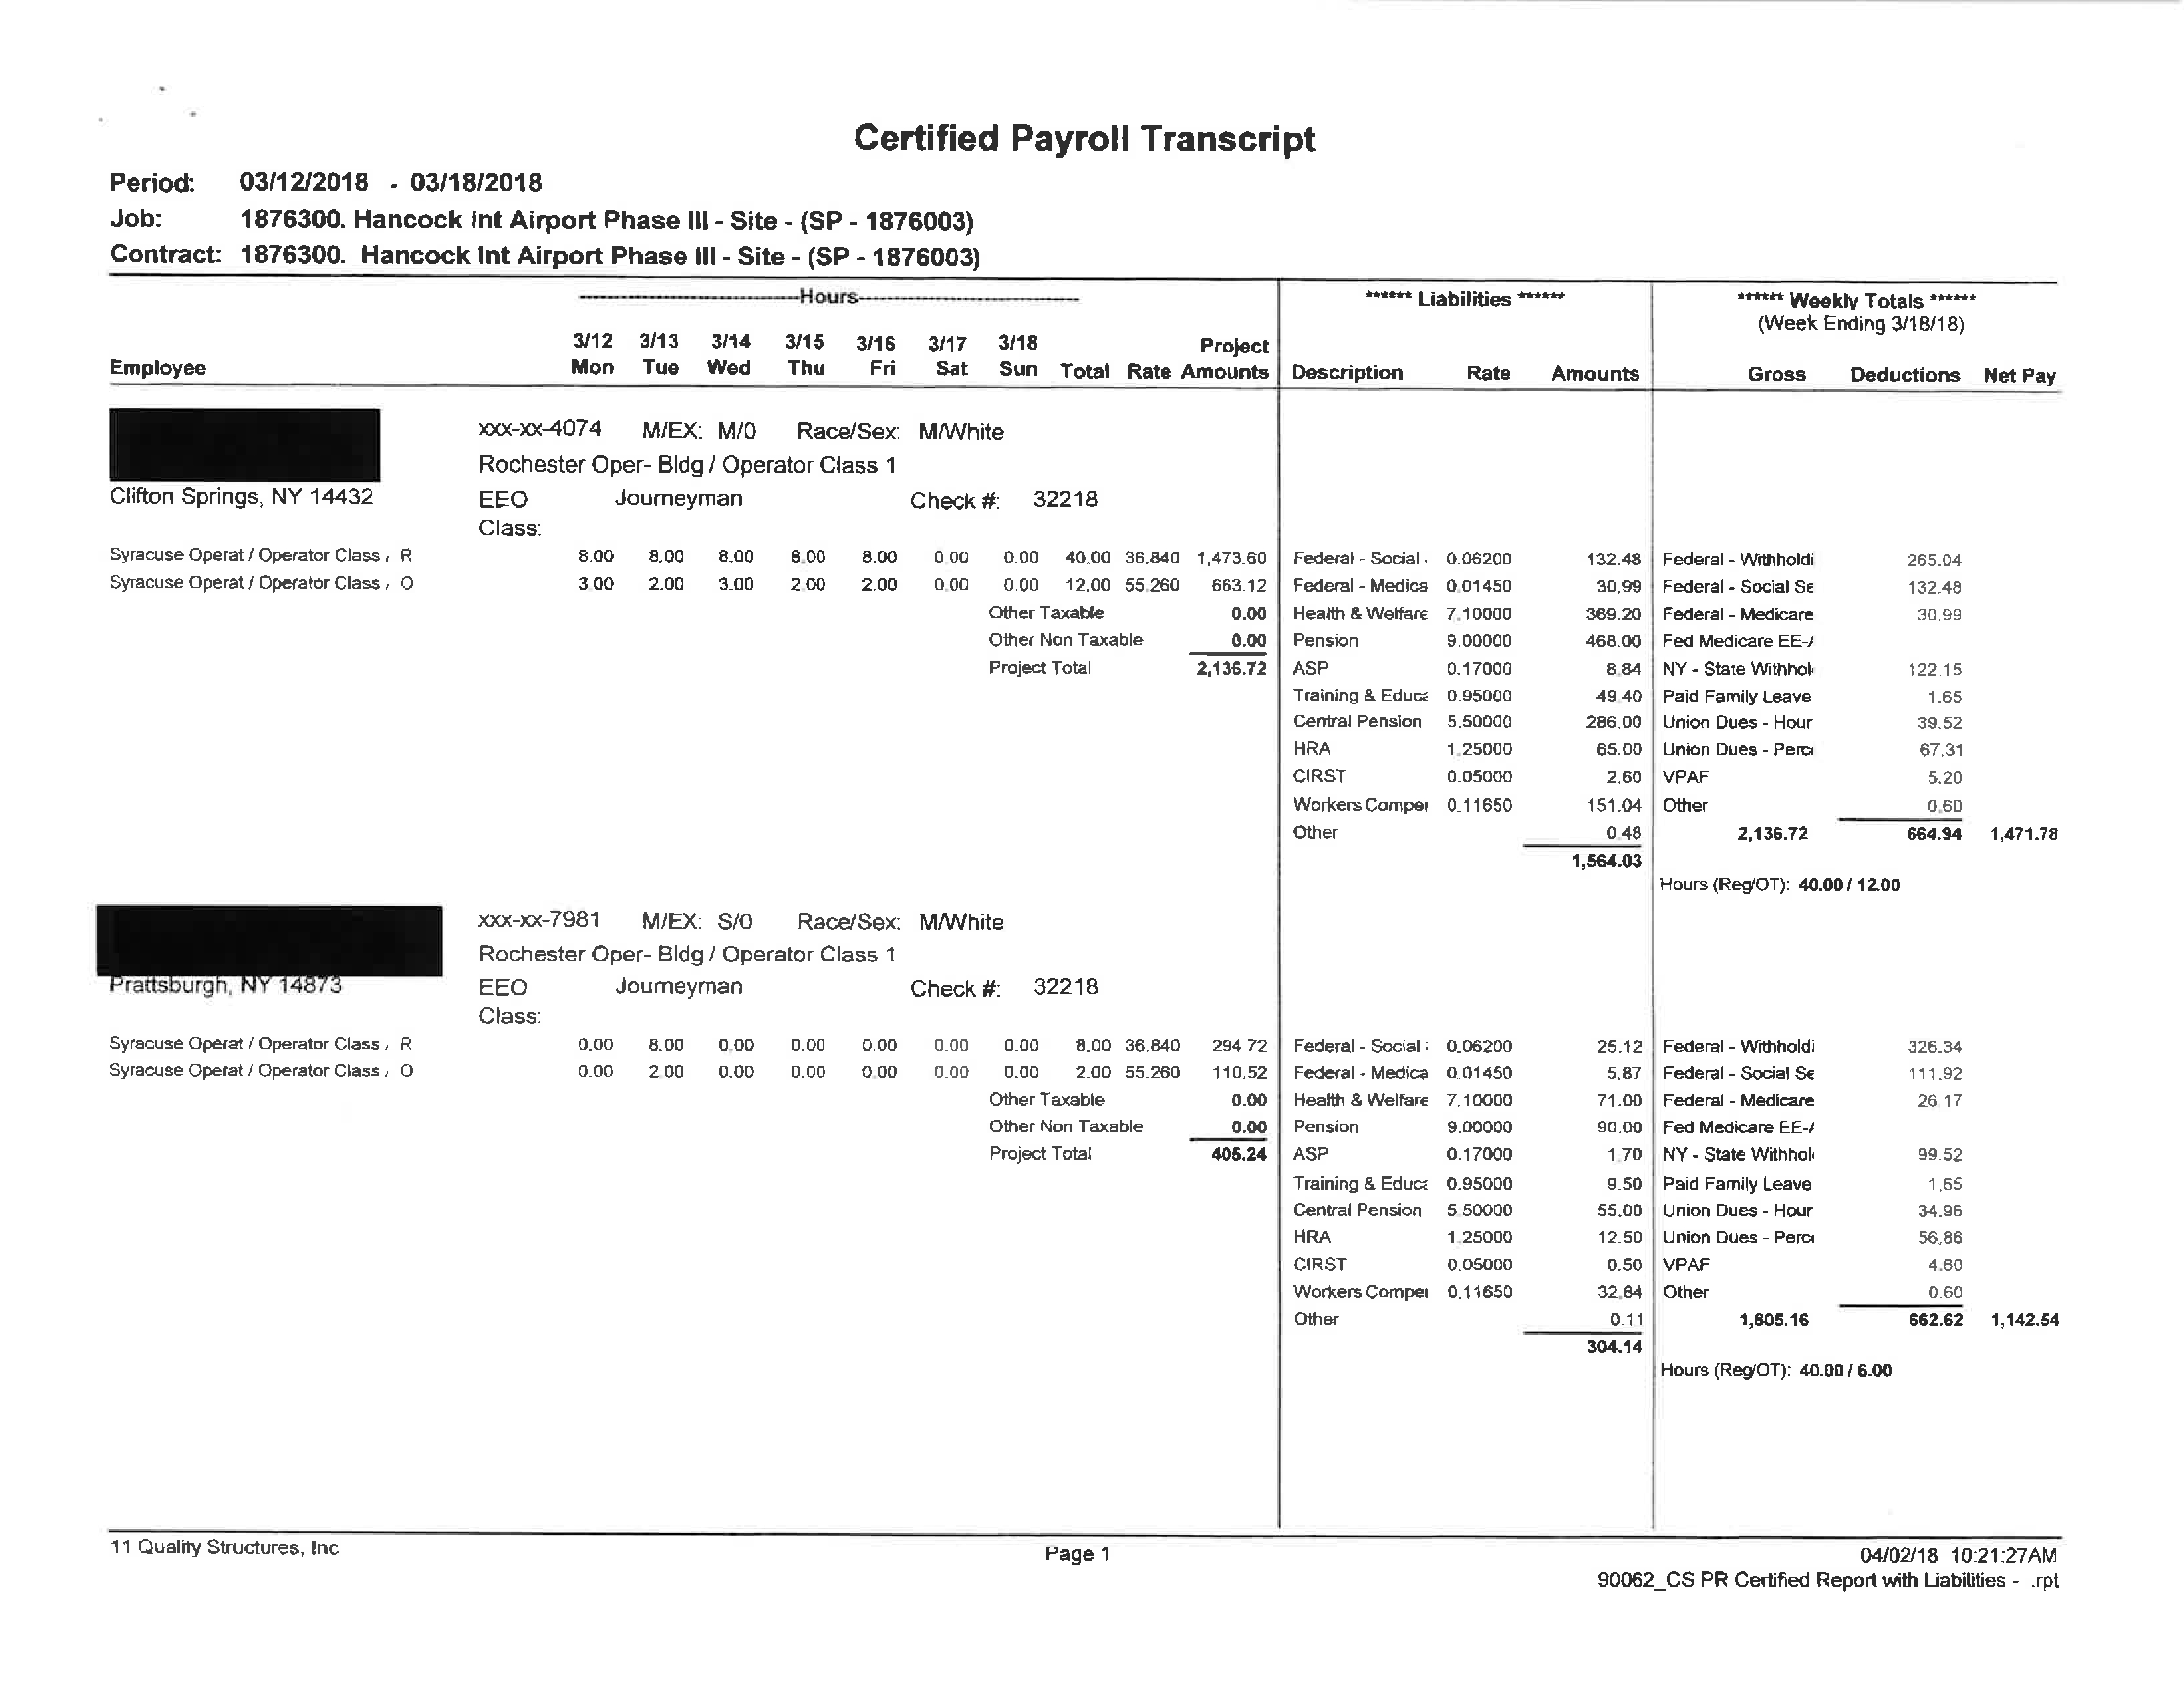 Certified Payroll Transcript
Period: 03/12/2018 - 03/18/2018
Job: 1876300. Hancock Int Airport Phase III - Site - (SP - 1876003)
Contract: 1876300. Hancock Int Airport Phase III - Site - (SP - 1876003)
--------------------------Hours-------------------------- ****** Liabilities ****** ****** Weekly Totals ******
(Week Ending 3/18/18)
3/12 3/13 3/14 3/15 3/16 3/17 3/18 Project
Employee Mon Tue Wed Thu Fri Sat Sun Total Rate Amounts Description Rate Amounts Gross Deductions Net Pay
xxx-xx-4074 M/EX: M/0 Race/Sex: M/White
Rochester Oper- Bldg / Operator Class 1
Clifton Springs, NY 14432 EEO Journeyman Check #: 32218
Class:
Syracuse Operat / Operator Class , R 8.00 8.00 8.00 8.00 8.00 0.00 0.00 40.00 36.840 1,473.60 Federal - Social . 0.06200 132.48 Federal - Withholdi 265.04
Syracuse Operat / Operator Class , O 3.00 2.00 3.00 2.00 2.00 0.00 0.00 12.00 55.260 663.12 Federal - Medica 0.01450 30.99 Federal - Social Se 132.48
Other Taxable 0.00 Health & Welfare 7.10000 369.20 Federal - Medicare 30.99
Other Non Taxable 0.00 Pension 9.00000 468.00 Fed Medicare EE-/
Project Total 2,136.72 ASP 0.17000 8.84 NY - State Withhol 122.15
Training & Educa 0.95000 49.40 Paid Family Leave 1.65
Central Pension 5.50000 286.00 Union Dues - Hour 39.52
HRA 1.25000 65.00 Union Dues - Perc 67.31
CIRST 0.05000 2.60 VPAF 5.20
Workers Comper 0.11650 151.04 Other 0.60
Other 0.48 2,136.72 664.94 1,471.78
1,564.03
Hours (Reg/OT): 40.00 / 12.00
xxx-xx-7981 M/EX: S/0 Race/Sex: M/White
Rochester Oper- Bldg / Operator Class 1
Prattsburgh, NY 14873 EEO Journeyman Check #: 32218
Class:
Syracuse Operat / Operator Class , R 0.00 8.00 0.00 0.00 0.00 0.00 0.00 8.00 36.840 294.72 Federal - Social : 0.06200 25.12 Federal - Withholdi 326.34
Syracuse Operat / Operator Class , O 0.00 2.00 0.00 0.00 0.00 0.00 0.00 2.00 55.260 110.52 Federal - Medica 0.01450 5.87 Federal - Social Se 111.92
Other Taxable 0.00 Health & Welfare 7.10000 71.00 Federal - Medicare 26.17
Other Non Taxable 0.00 Pension 9.00000 90.00 Fed Medicare EE-/
Project Total 405.24 ASP 0.17000 1.70 NY - State Withhol 99.52
Training & Educa 0.95000 9.50 Paid Family Leave 1.65
Central Pension 5.50000 55.00 Union Dues - Hour 34.96
HRA 1.25000 12.50 Union Dues - Perc 56.86
CIRST 0.05000 0.50 VPAF 4.60
Workers Comper 0.11650 32.84 Other 0.60
Other 0.11 1,805.16 662.62 1,142.54
304.14
Hours (Reg/OT): 40.00 / 6.00
11 Quality Structures, Inc Page 1 04/02/18 10:21:27AM
90062_CS PR Certified Report with Liabilities - .rpt